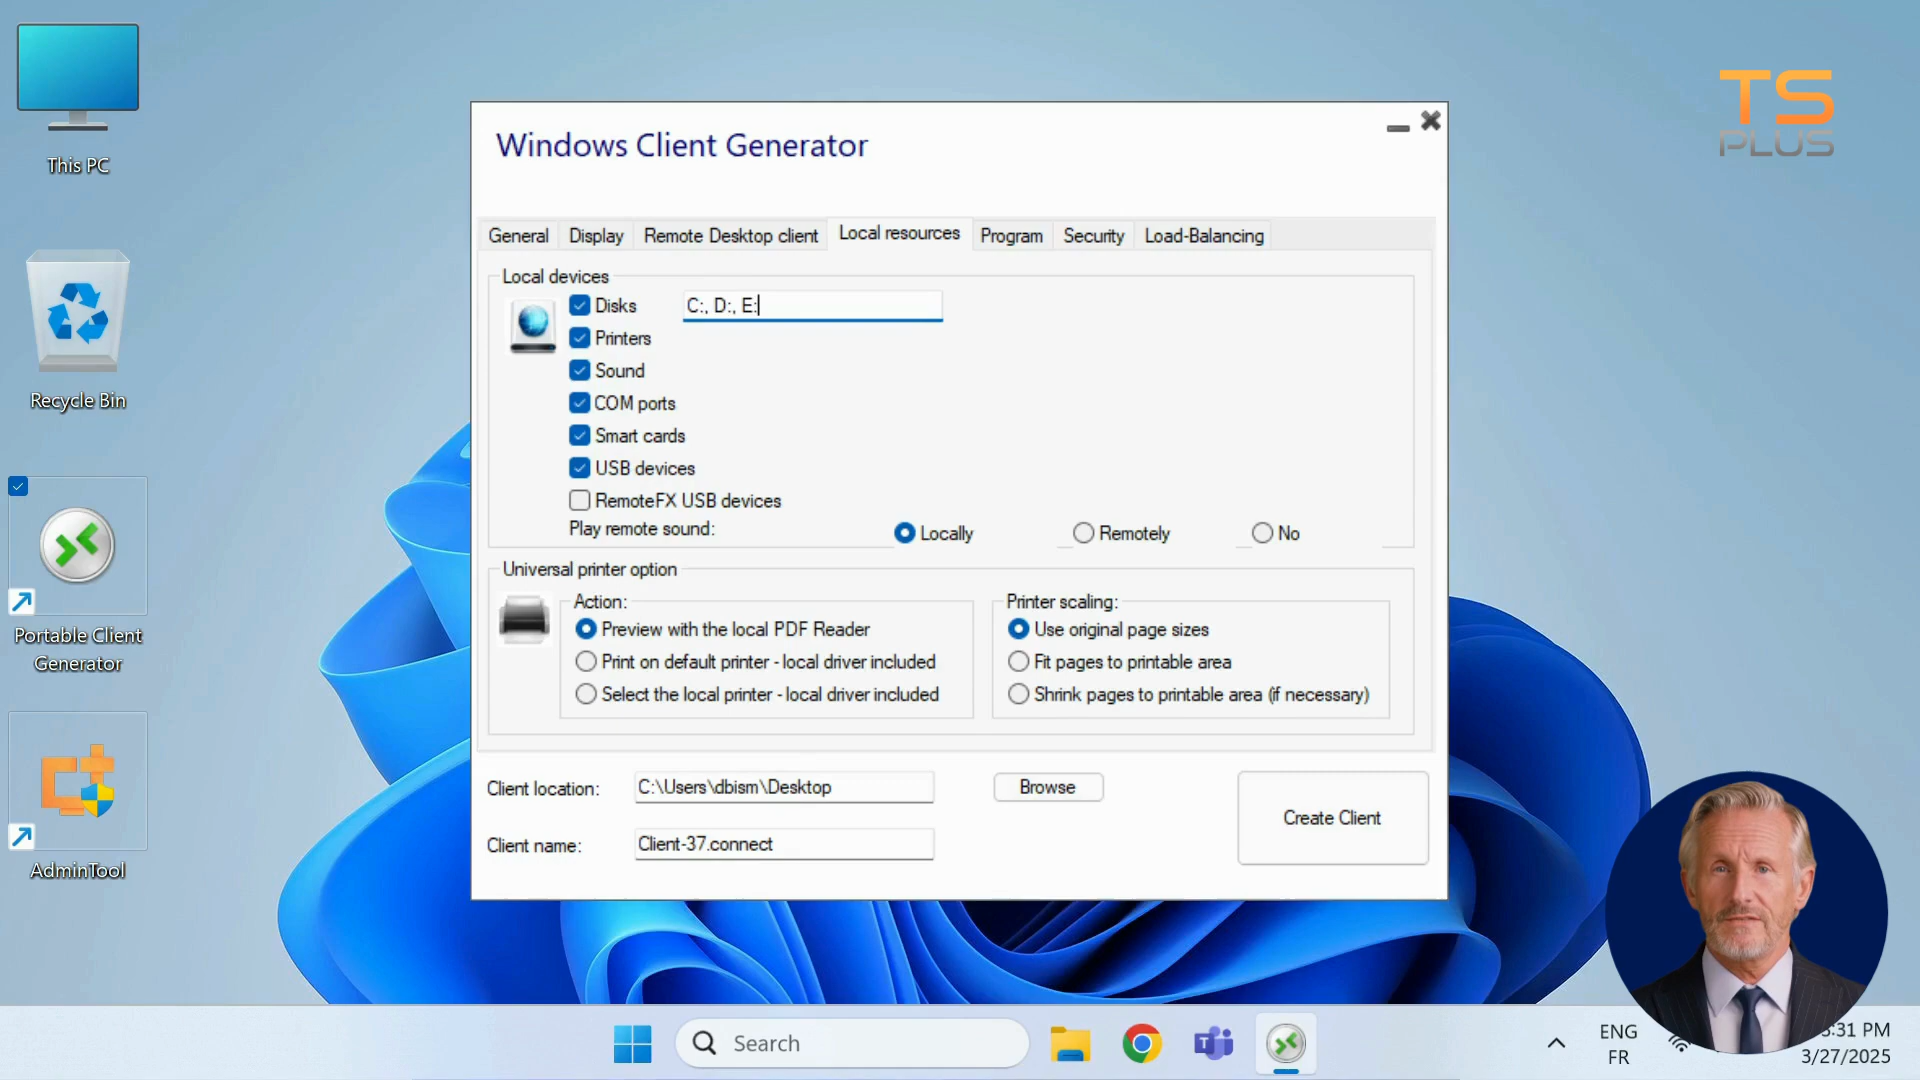 This PC
Recycle Bin
Portable Client
Generator
AdminTool
TS
PLUS
Windows Client Generator
General
Display
Remote Desktop client
Local resources
Program
Security
Load-Balancing
Local devices
Disks
C:, D:, E:
Printers
Sound
COM ports
Smart cards
USB devices
RemoteFX USB devices
Play remote sound:
Locally
Remotely
No
Universal printer option
Action:
Preview with the local PDF Reader
Print on default printer - local driver included
Select the local printer - local driver included
Printer scaling:
Use original page sizes
Fit pages to printable area
Shrink pages to printable area (if necessary)
Client location:
C:\Users\dbism\Desktop
Browse
Client name:
Client-37.connect
Create Client
Search
ENG
FR
:31 PM
3/27/2025